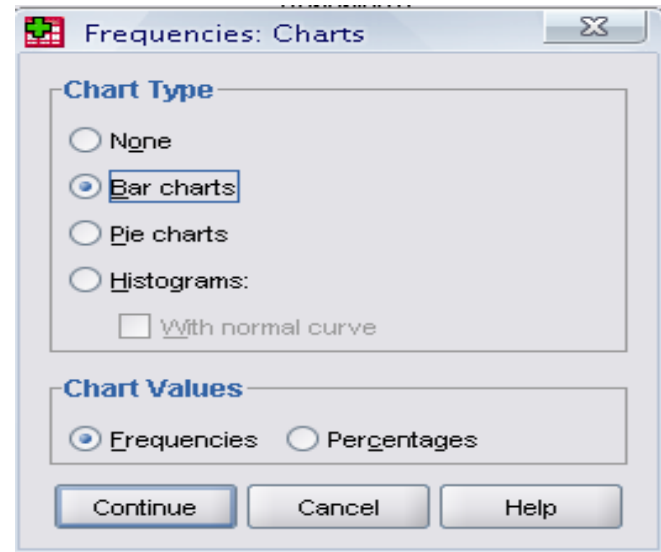 Frequencies: Charts
Chart Type
None
Bar charts
Pie charts
Histograms:
With normal curve
Chart Values
Frequencies Percentages
Continue Cancel Help